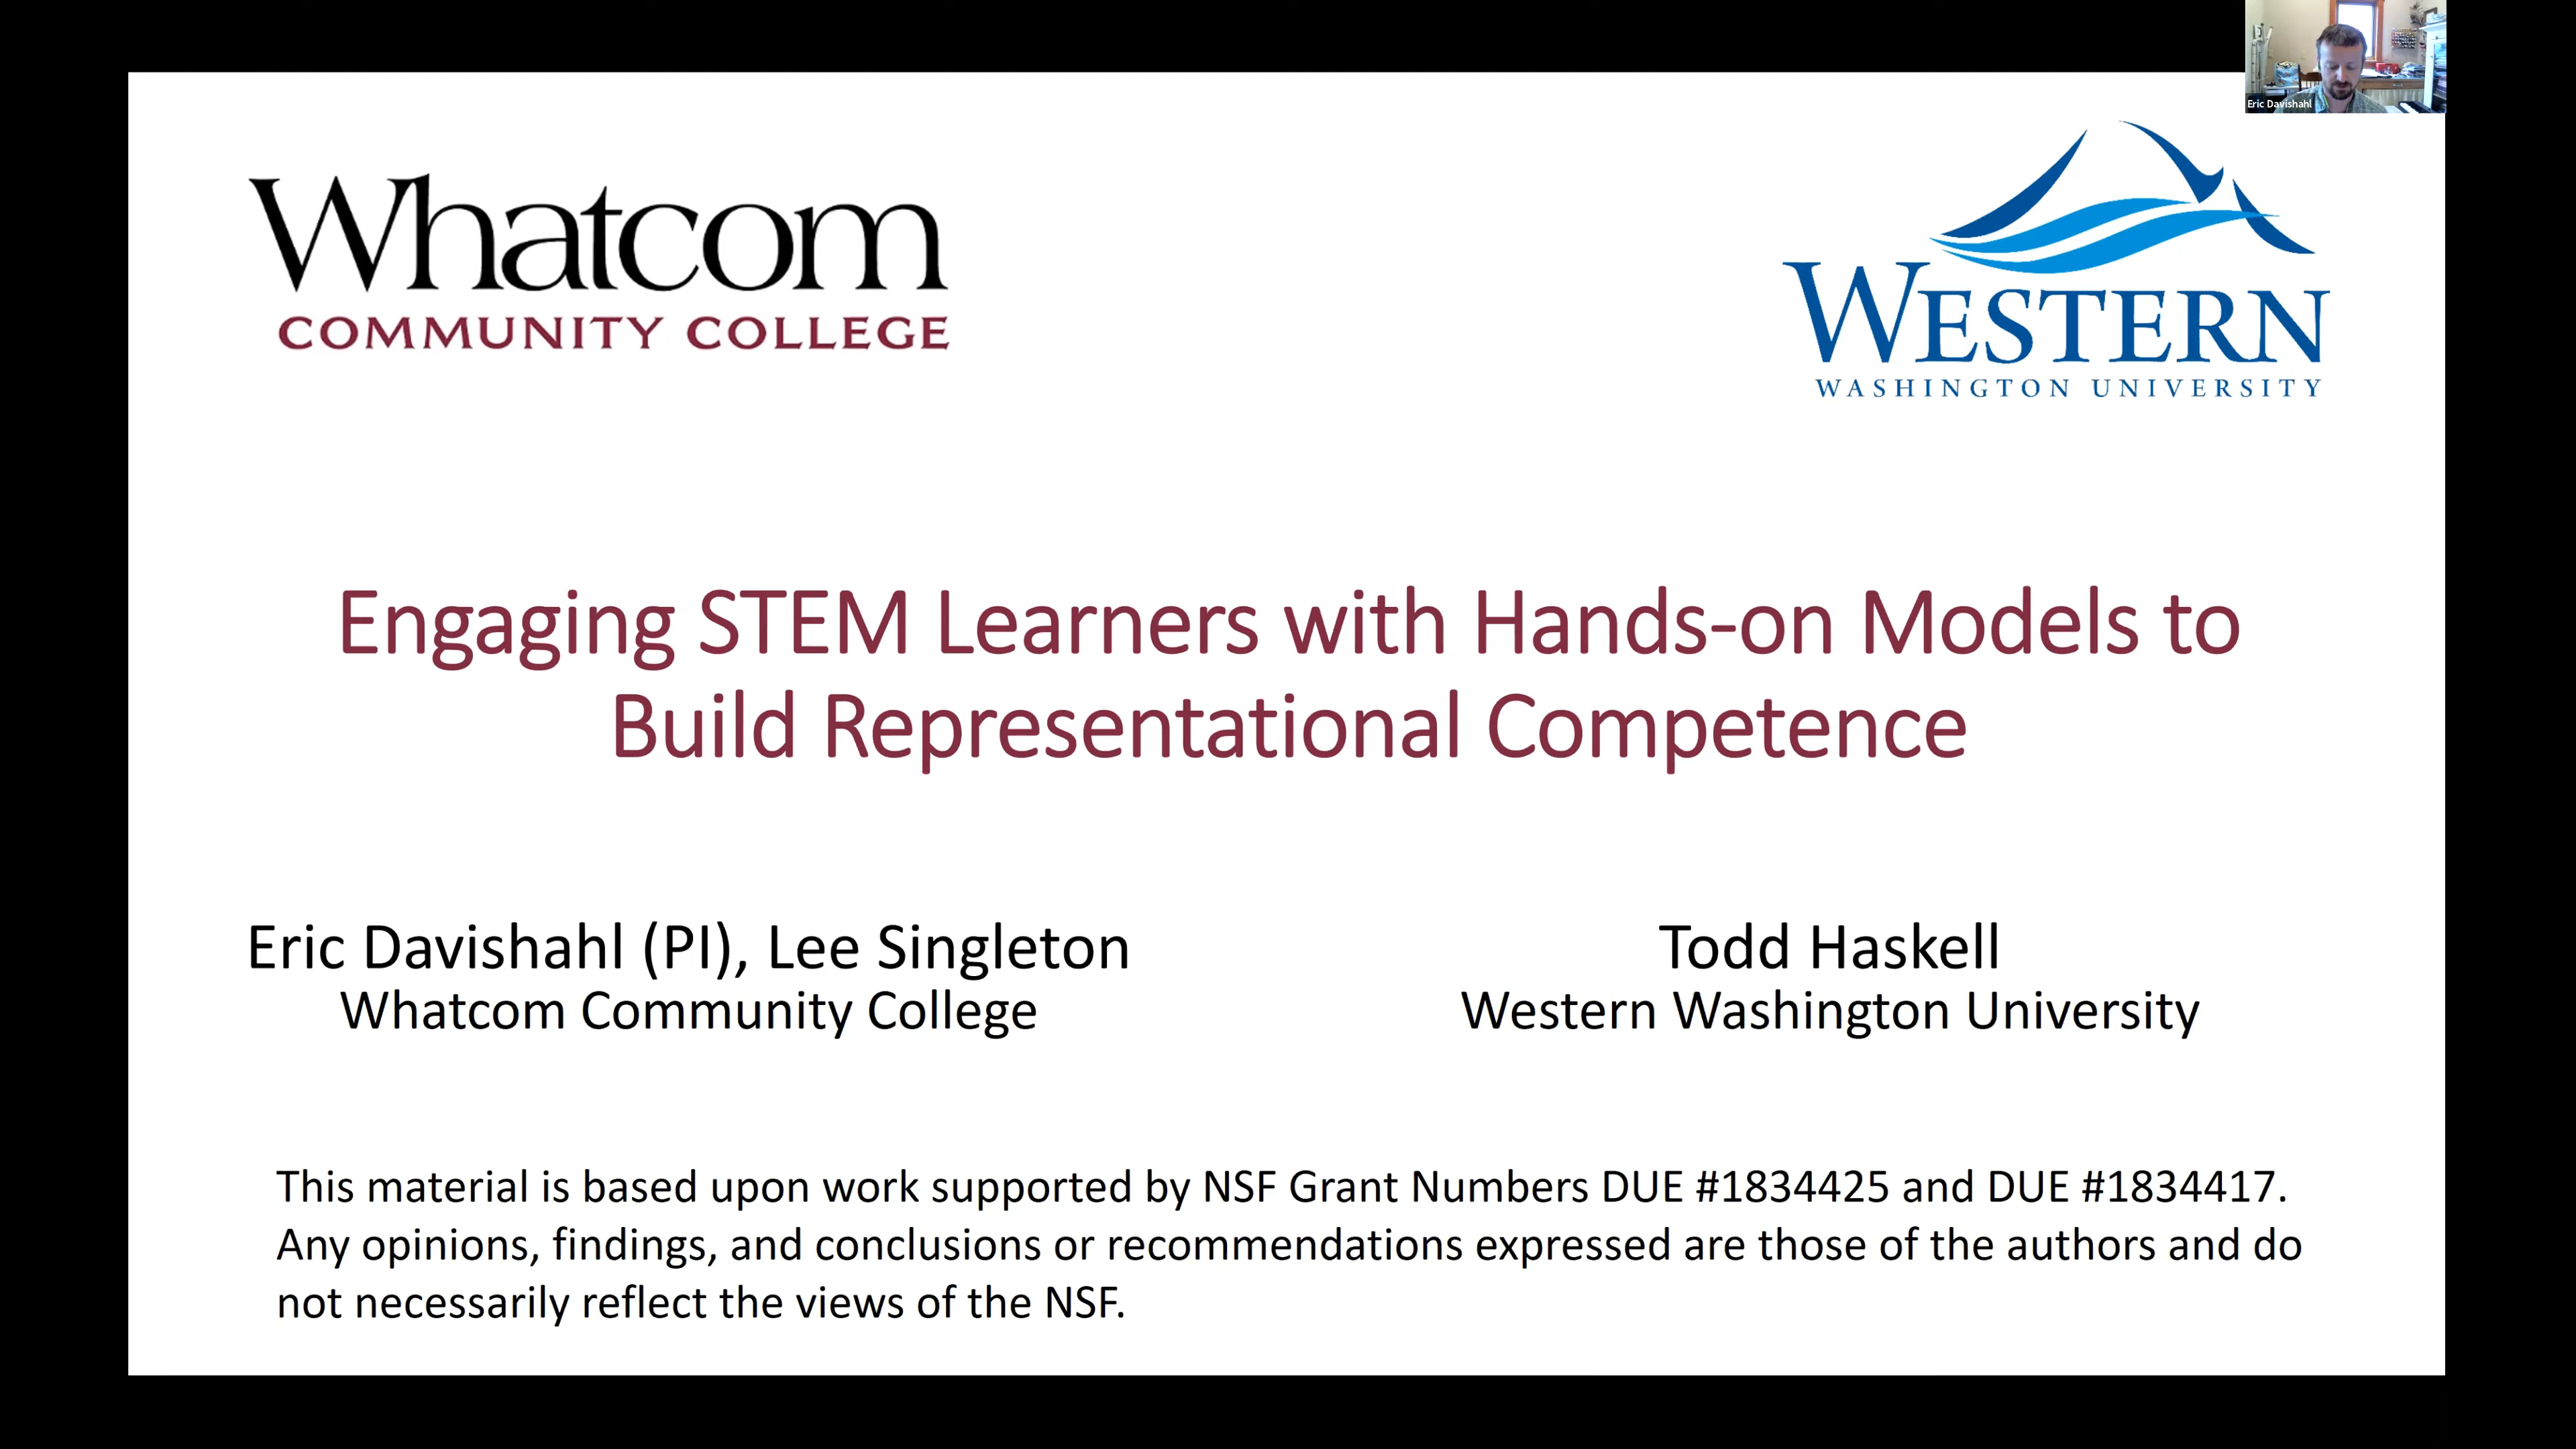 Eric Davishahl
Whatcom
COMMUNITY COLLEGE
WESTERN
WASHINGTON UNIVERSITY
Engaging STEM Learners with Hands-on Models to
Build Representational Competence
Eric Davishahl (PI), Lee Singleton
Whatcom Community College
Todd Haskell
Western Washington University
This material is based upon work supported by NSF Grant Numbers DUE #1834425 and DUE #1834417.
Any opinions, findings, and conclusions or recommendations expressed are those of the authors and do
not necessarily reflect the views of the NSF.